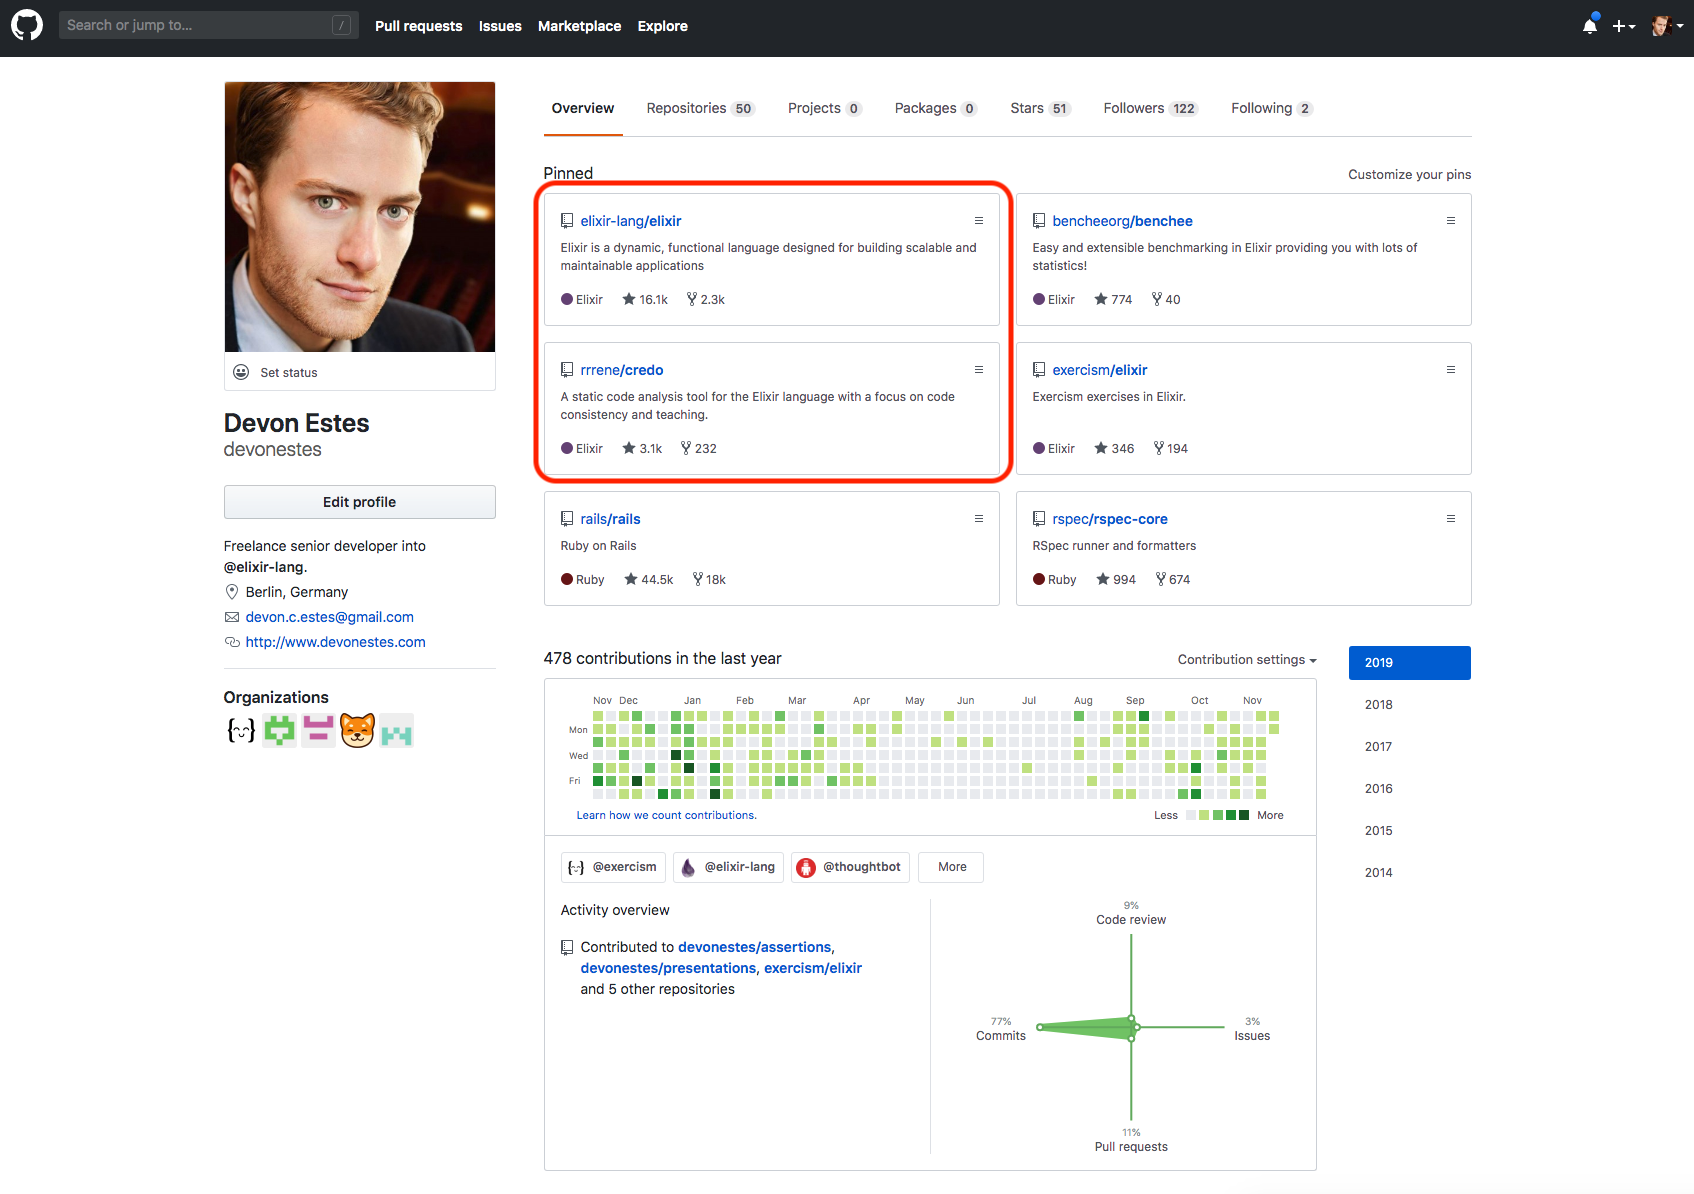 Search or jump to... /
Pull requests
Issues
Marketplace
Explore
Overview
Repositories 50
Projects 0
Packages 0
Stars 51
Followers 122
Following 2
Set status
Devon Estes
devonestes
Edit profile
Freelance senior developer into
@elixir-lang.
Berlin, Germany
devon.c.estes@gmail.com
http://www.devonestes.com
Organizations
Pinned
Customize your pins
elixir-lang/elixir
Elixir is a dynamic, functional language designed for building scalable and
maintainable applications
Elixir 16.1k 2.3k
bencheeorg/benchee
Easy and extensible benchmarking in Elixir providing you with lots of
statistics!
Elixir 774 40
rrrene/credo
A static code analysis tool for the Elixir language with a focus on code
consistency and teaching.
Elixir 3.1k 232
exercism/elixir
Exercism exercises in Elixir.
Elixir 346 194
rails/rails
Ruby on Rails
Ruby 44.5k 18k
rspec/rspec-core
RSpec runner and formatters
Ruby 994 674
478 contributions in the last year
Contribution settings
2019
2018
2017
2016
2015
2014
Nov Dec Jan Feb Mar Apr May Jun Jul Aug Sep Oct Nov
Mon
Wed
Fri
Learn how we count contributions.
Less More
@exercism
@elixir-lang
@thoughtbot
More
Activity overview
Contributed to devonestes/assertions,
devonestes/presentations, exercism/elixir
and 5 other repositories
9%
Code review
77%
Commits
3%
Issues
11%
Pull requests